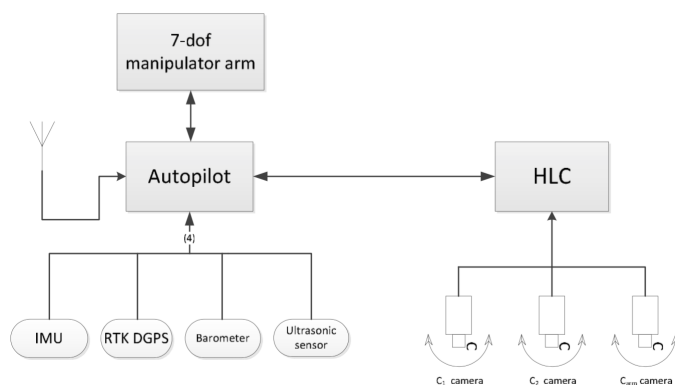 7-dof
manipulator arm
Autopilot
HLC
(4)
IMU
RTK DGPS
Barometer
Ultrasonic
sensor
C
C
C
C₁ camera
C₂ camera
Cₐᵣₘ camera